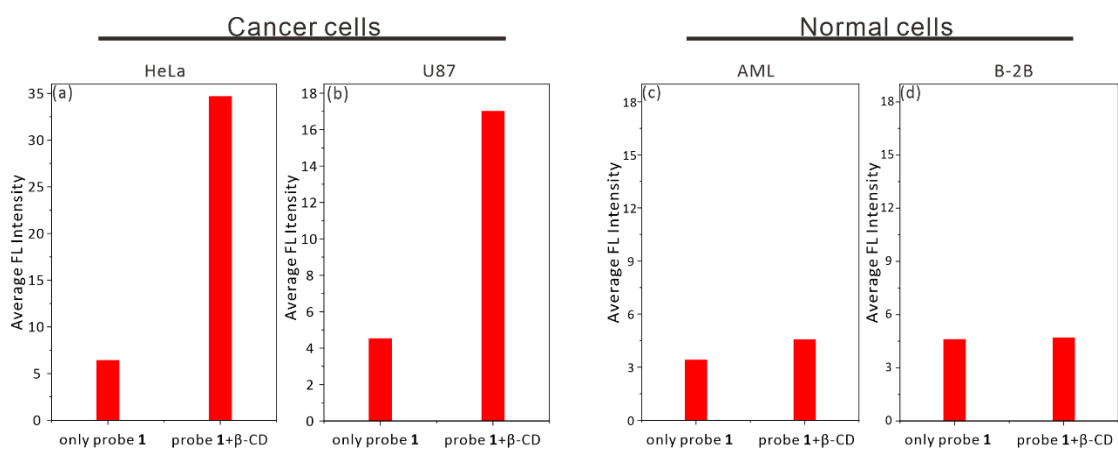 Cancer cells
Normal cells
HeLa
U87
AML
B-2B
(a)
35
30
25
20
15
10
5
0
Average FL Intensity
only probe 1
probe 1+β-CD
(b)
18
16
14
12
10
8
6
4
2
0
Average FL Intensity
only probe 1
probe 1+β-CD
(c)
18
15
12
9
6
3
0
Average FL Intensity
only probe 1
probe 1+β-CD
(d)
18
15
12
9
6
3
0
Average FL Intensity
only probe 1
probe 1+β-CD